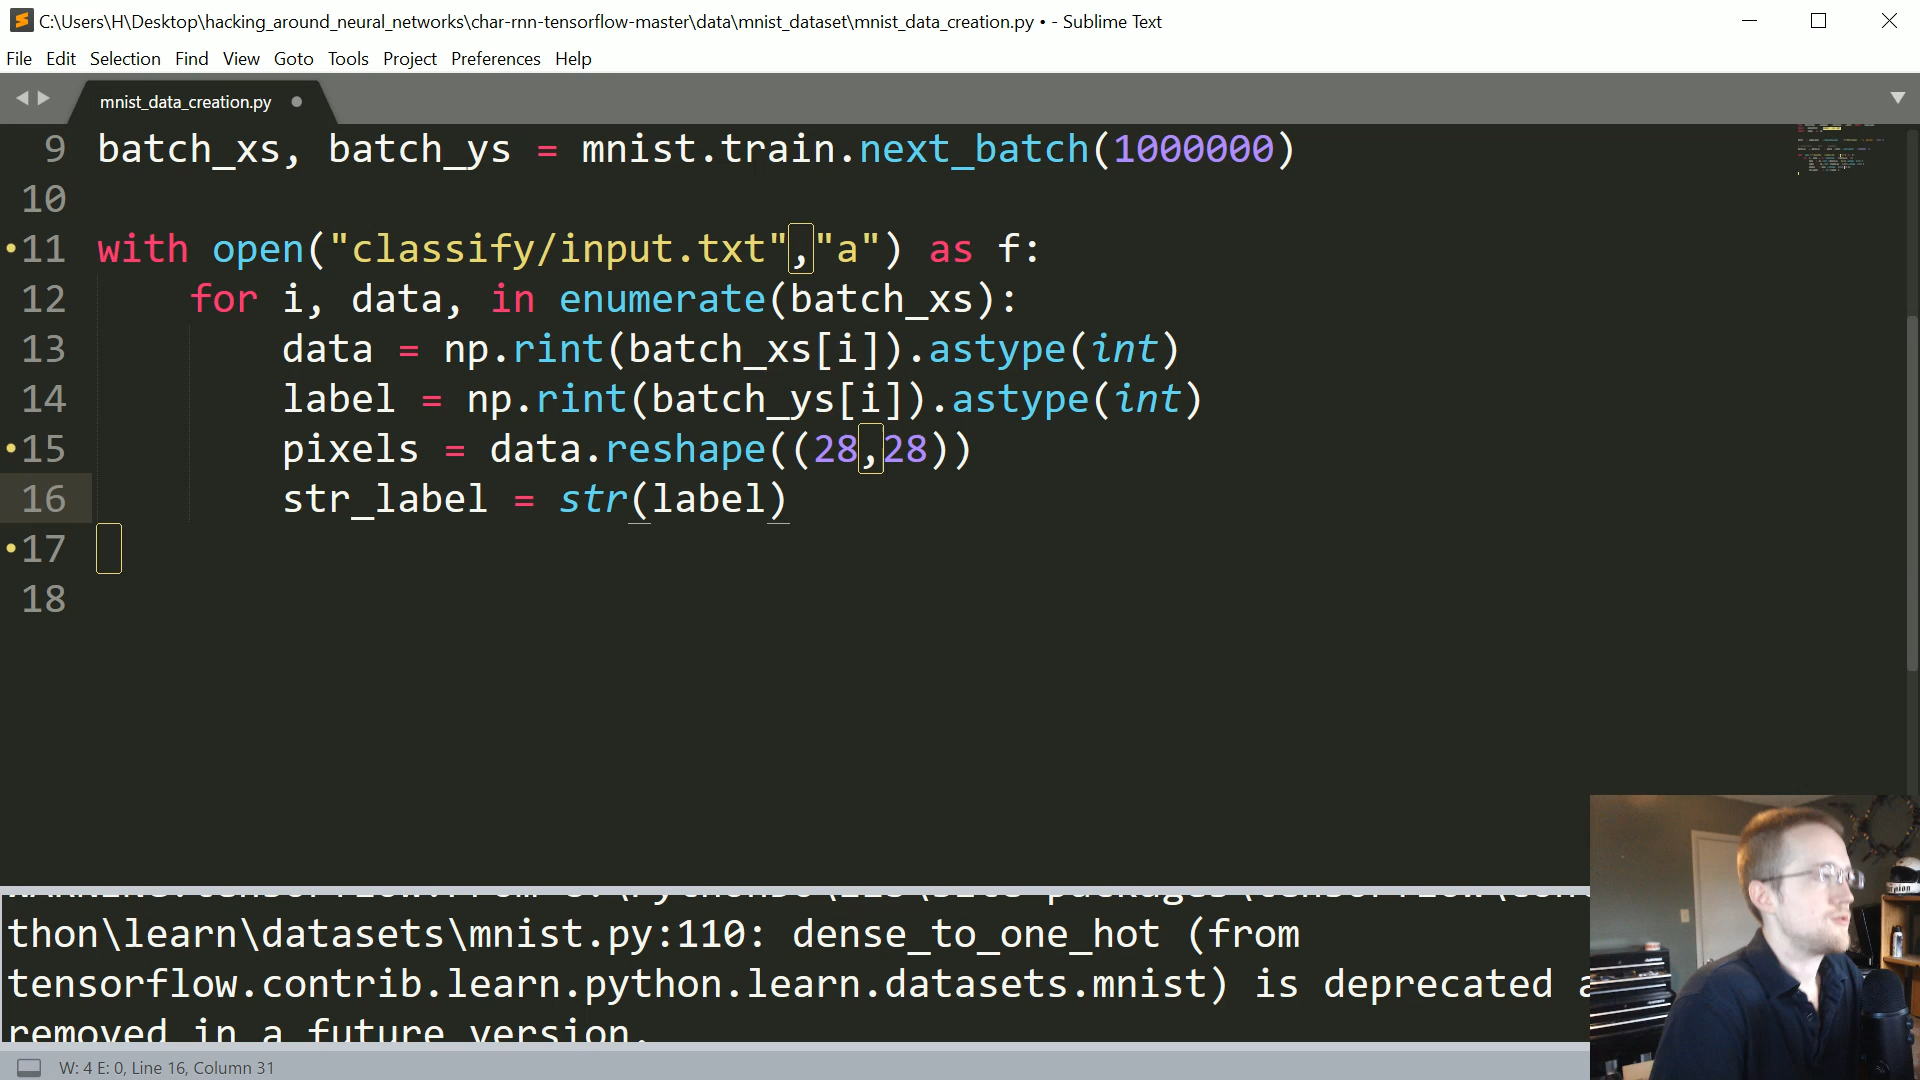 C:\Users\H\Desktop\hacking_around_neural_networks\char-rnn-tensorflow-master\data\mnist_dataset\mnist_data_creation.py • - Sublime Text
File Edit Selection Find View Goto Tools Project Preferences Help
mnist_data_creation.py
9 batch_xs, batch_ys = mnist.train.next_batch(1000000)
10
11 with open("classify/input.txt","a") as f:
12     for i, data, in enumerate(batch_xs):
13         data = np.rint(batch_xs[i]).astype(int)
14         label = np.rint(batch_ys[i]).astype(int)
15         pixels = data.reshape((28,28))
16         str_label = str(label)
17
18
thon\learn\datasets\mnist.py:110: dense_to_one_hot (from
tensorflow.contrib.learn.python.learn.datasets.mnist) is deprecated
removed in a future version.
W: 4 E: 0, Line 16, Column 31